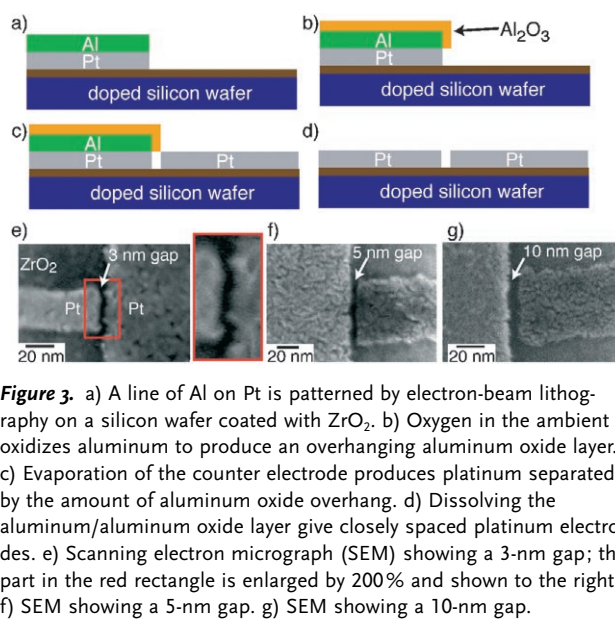 a)
Al
Pt
doped silicon wafer
b)
Al₂O₃
Al
Pt
doped silicon wafer
c)
Al
Pt
Pt
doped silicon wafer
d)
Pt
Pt
doped silicon wafer
e)
3 nm gap
ZrO₂
Pt
Pt
20 nm
f)
5 nm gap
20 nm
g)
10 nm gap
20 nm
Figure 3. a) A line of Al on Pt is patterned by electron-beam lithog-
raphy on a silicon wafer coated with ZrO₂. b) Oxygen in the ambient
oxidizes aluminum to produce an overhanging aluminum oxide layer.
c) Evaporation of the counter electrode produces platinum separated
by the amount of aluminum oxide overhang. d) Dissolving the
aluminum/aluminum oxide layer give closely spaced platinum electro
des. e) Scanning electron micrograph (SEM) showing a 3-nm gap; th
part in the red rectangle is enlarged by 200% and shown to the right
f) SEM showing a 5-nm gap. g) SEM showing a 10-nm gap.